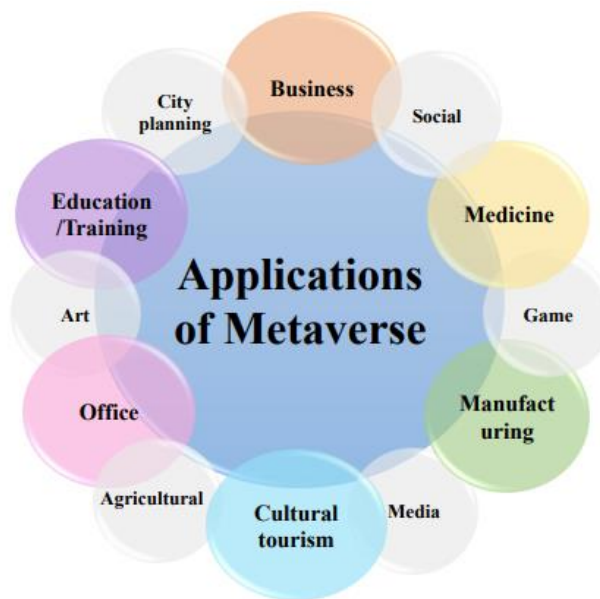 Business
City
planning
Social
Education
/Training
Medicine
Applications
of Metaverse
Art
Game
Office
Manufact
uring
Agricultural
Cultural
tourism
Media